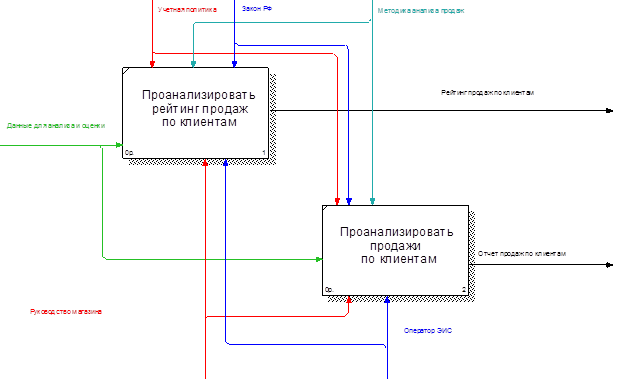 Учетная политика
Закон РФ
Методика анализа продаж
Проанализировать
рейтинг продаж
по клиентам
0р.
1
Рейтинг продаж по клиентам
Данные для анализа и оценки
Проанализировать
продажи
по клиентам
0р.
2
Отчет продаж по клиентам
Руководство магазина
Оператор ЭИС